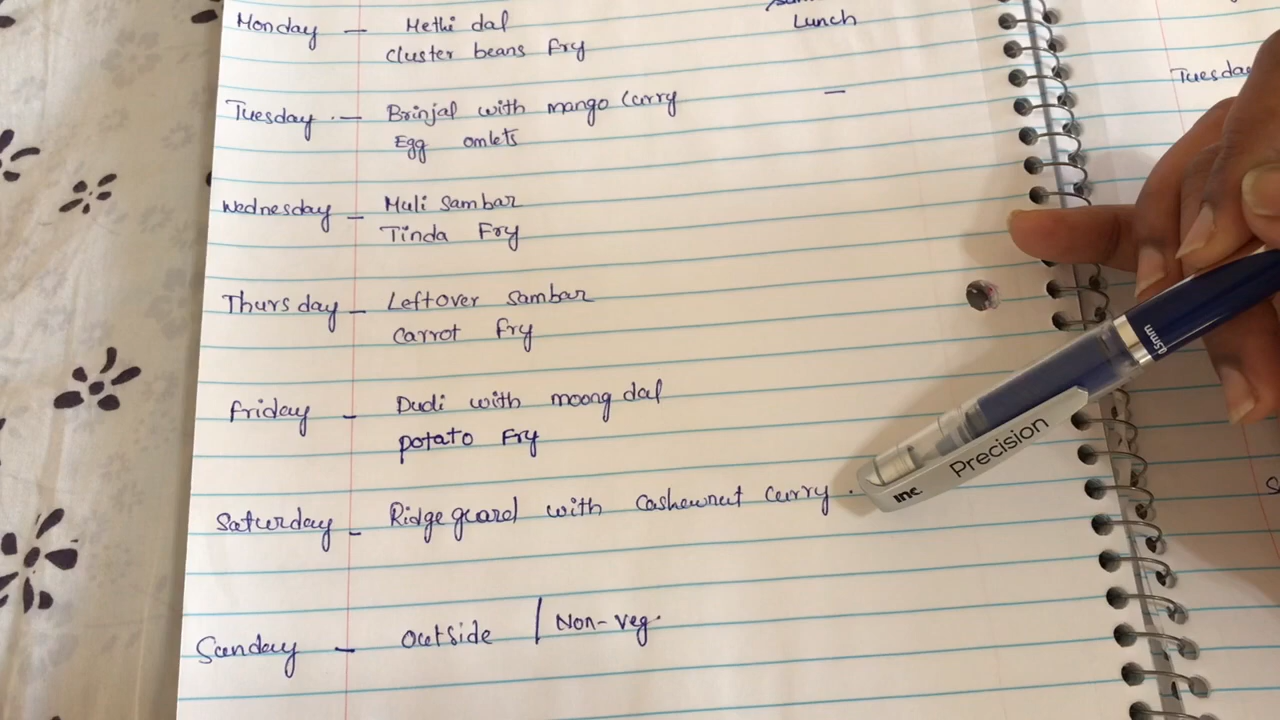 Monday — Methi dal
Lunch
Cluster beans Fry
Tuesday — Brinjal with mango Curry —
Egg omlets
Wednesday — Muli sambar
Tinda Fry
Thursday — Leftover sambar
Carrot Fry
Friday — Dudi with moong dal
potato Fry
Saturday — Ridge guard with cashewnut curry .
Sunday — outside / Non-veg.
Tuesday
0.5mm
Precision
INC.